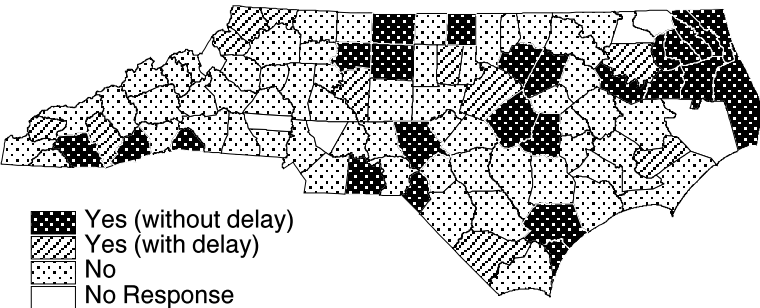 Yes (without delay)
Yes (with delay)
No
No Response